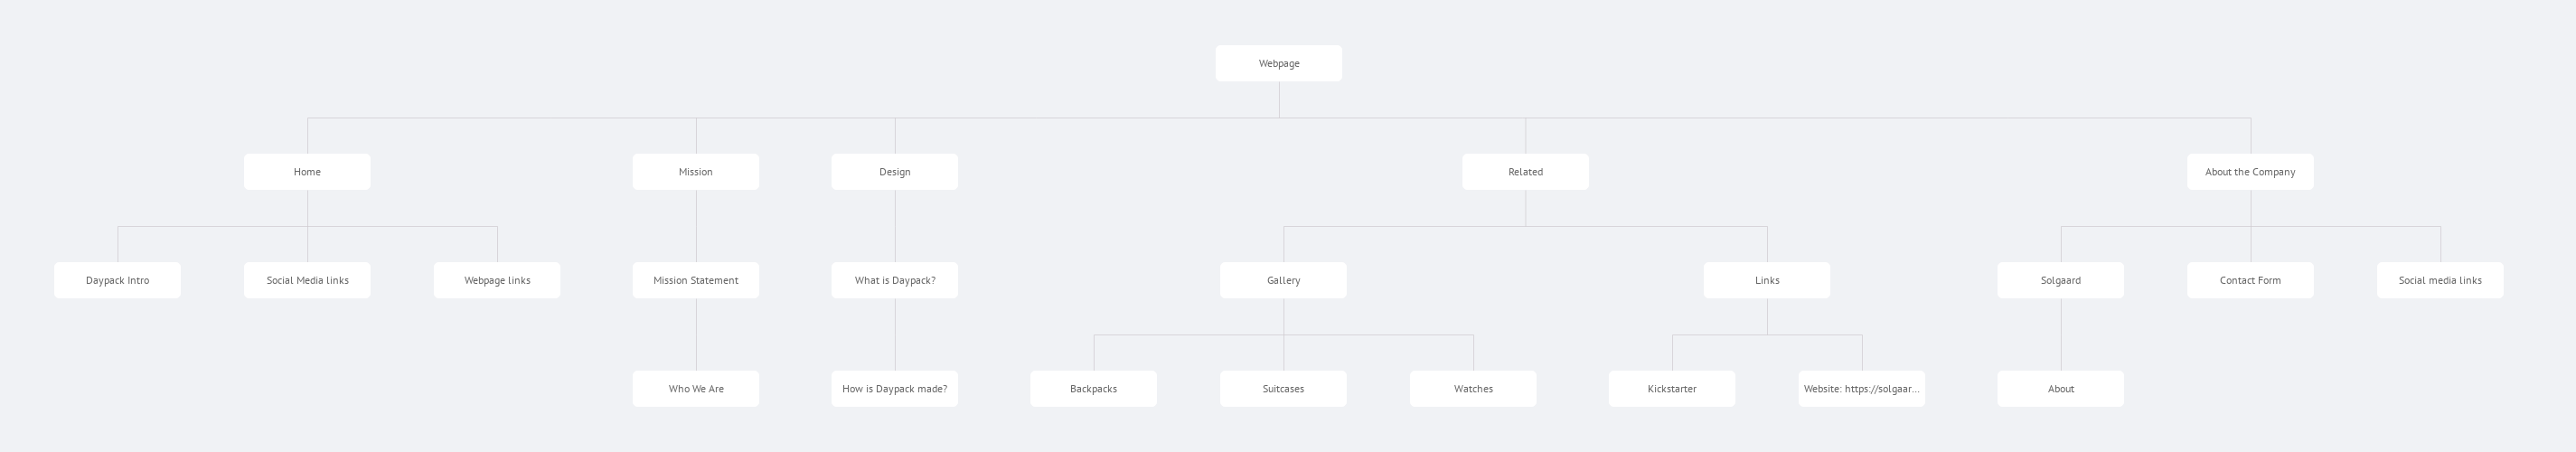 Webpage
Home
Mission
Design
Related
About the Company
Daypack Intro
Social Media links
Webpage links
Mission Statement
What is Daypack?
Gallery
Links
Solgaard
Contact Form
Social media links
Who We Are
How is Daypack made?
Backpacks
Suitcases
Watches
Kickstarter
Website: https://solgaar...
About